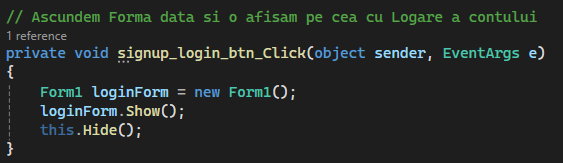 // Ascundem Forma data si o afisam pe cea cu Logare a contului
1 reference
private void signup_login_btn_Click(object sender, EventArgs e)
{
Form1 loginForm = new Form1();
loginForm.Show();
this.Hide();
}